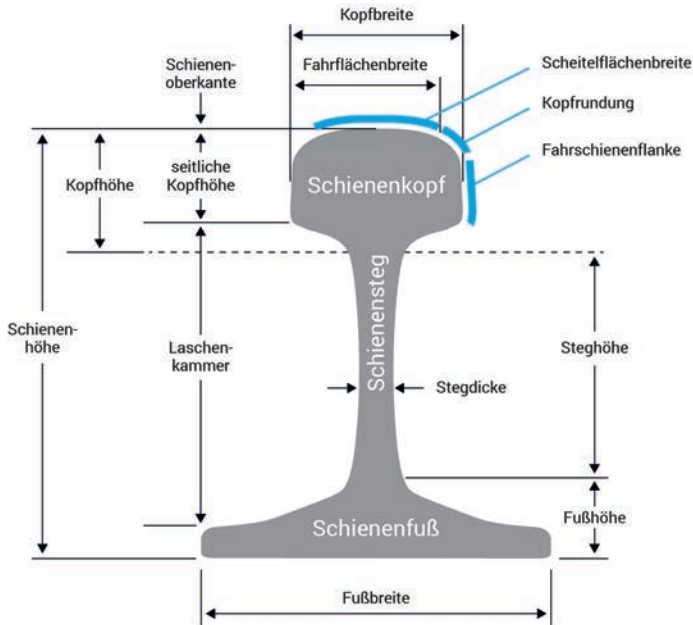 Kopfbreite
Schienen-
oberkante
Fahrflächenbreite
Scheitelflächenbreite
Kopfrundung
Fahrschienenflanke
Kopfhöhe
seitliche
Kopfhöhe
Schienenkopf
Schienensteg
Schienen-
höhe
Laschen-
kammer
Steghöhe
Stegdicke
Schienenfuß
Fußhöhe
Fußbreite